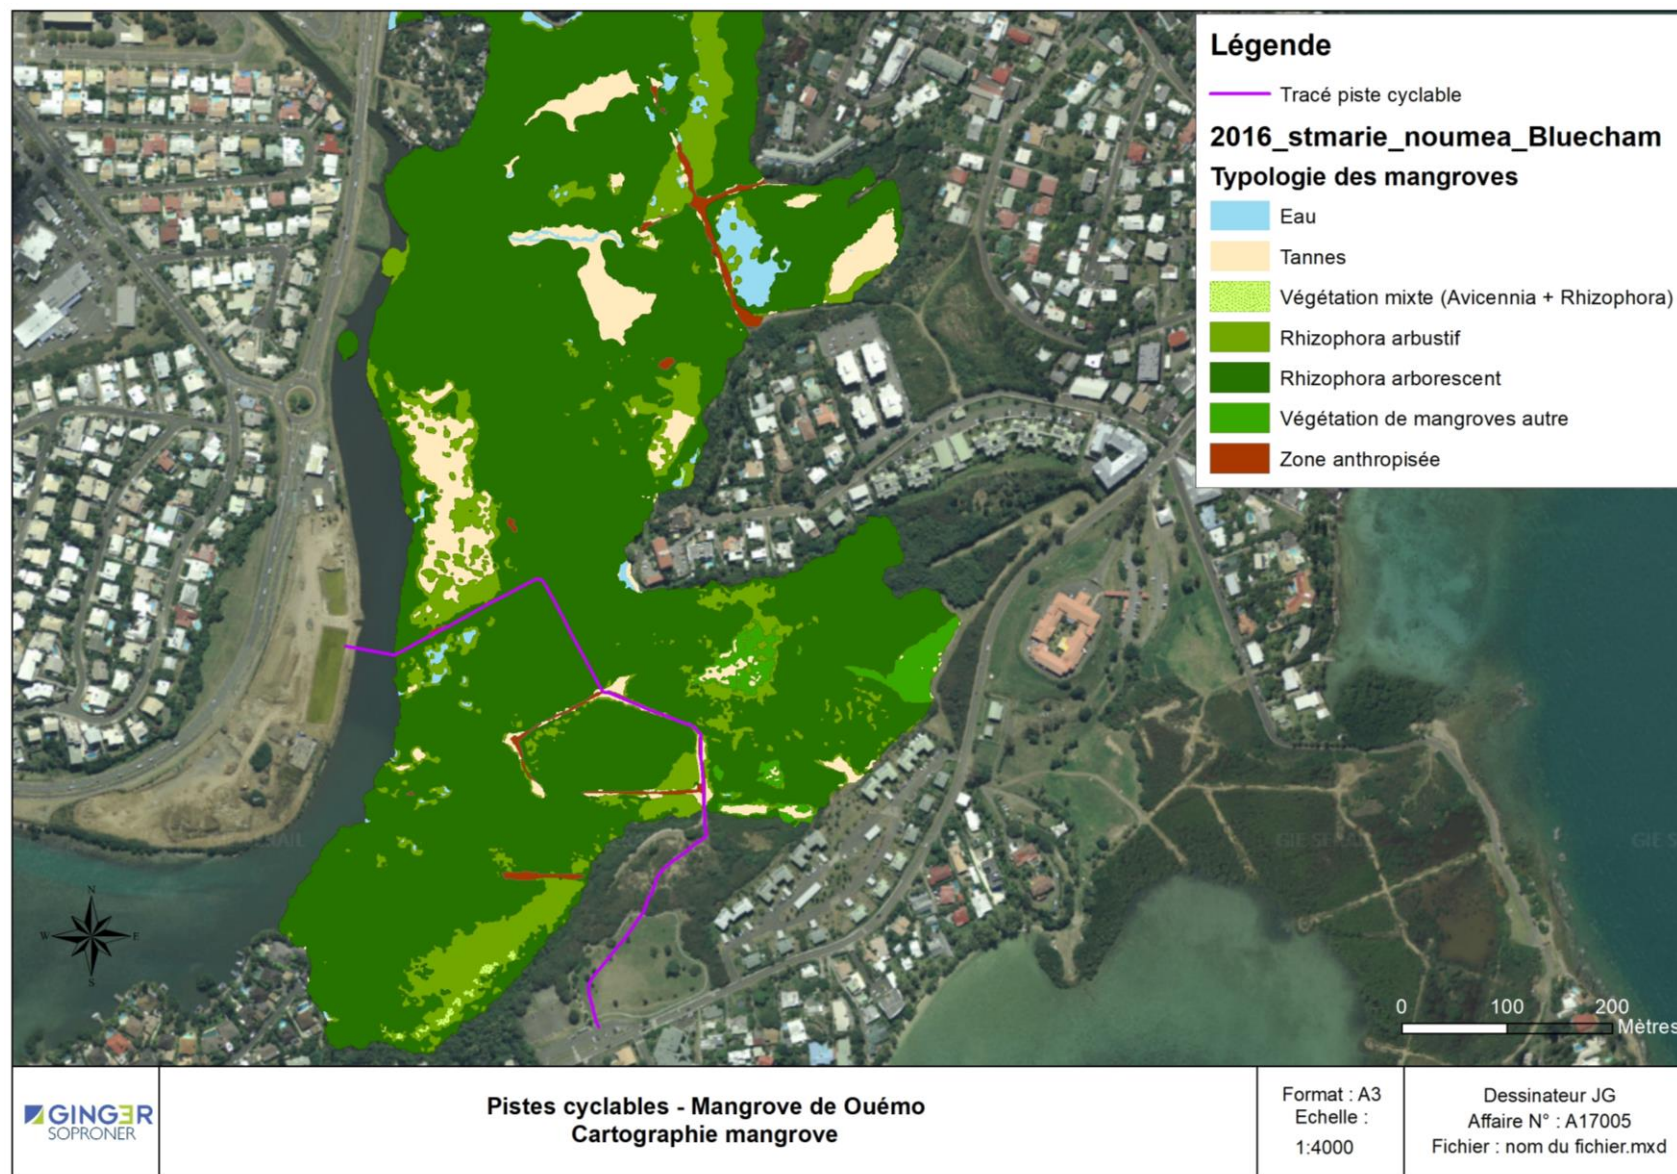 Légende
Tracé piste cyclable
2016_stmarie_noumea_Bluecham
Typologie des mangroves
Eau
Tannes
Végétation mixte (Avicennia + Rhizophora)
Rhizophora arbustif
Rhizophora arborescent
Végétation de mangroves autre
Zone anthropisée
N
W
E
S
0 100 200
Mètres
GINGER
SOPRONER
Pistes cyclables - Mangrove de Ouémo
Cartographie mangrove
Format : A3
Echelle :
1:4000
Dessinateur JG
Affaire N° : A17005
Fichier : nom du fichier.mxd